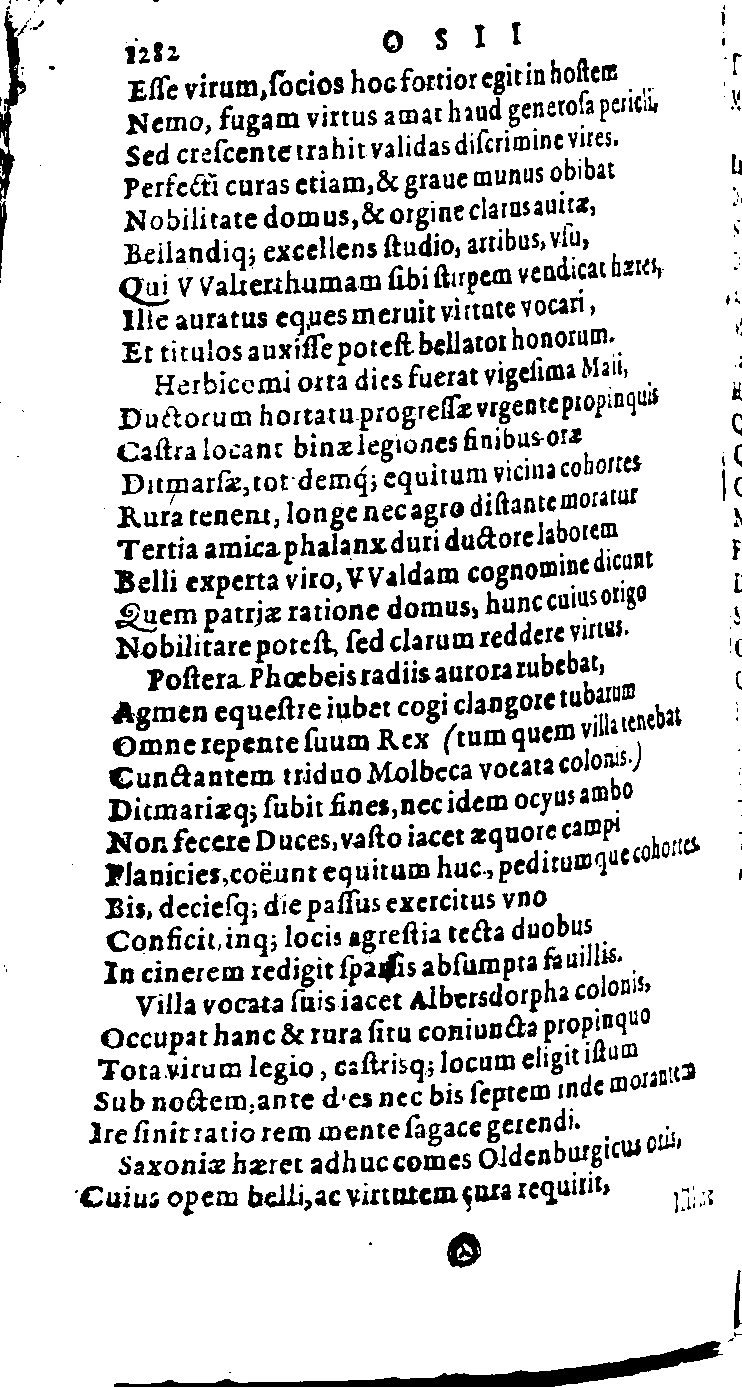 1282 OSII
Eſſe virum, ſocios hoc fortior egit in hoſtem
Nemo, fugam virtus amat haud generoſa pericli,
Sed creſcente trahit validas diſcrimine vires.
Perfecti curas etiam, & graue munus obibat
Nobilitate domus, & orgine clarus auitæ,
Beilandiq; excellens ſtudio, artibus, vſu,
Qui VValterthumam ſibi ſtirpem vendicat hæres,
Ille auratus eques meruit virtute vocari,
Et titulos auxiſſe poteſt bellator honorum.
Herbicomi orta dies fuerat vigeſima Maii,
Ductorum hortatu progreſſæ vrgente propinquis
Caſtra locant binæ legiones finibus oræ
Ditmarſæ, tot demq́; equitum vicina cohortes
Rura tenent, longe nec agro diſtante moratur
Tertia amica phalanx duri ductore laborem
Belli experta viro, VValdam cognomine dicunt
Quem patriæ ratione domus, hunc cuius origo
Nobilitare poteſt, ſed clarum reddere virtus.
Poſtera Phœbeis radiis aurora rubebat,
Agmen equeſtre iubet cogi clangore tubarum
Omne repente ſuum Rex (tum quem villa tenebat
Cunctantem triduo Molbeca vocata colonis.)
Ditmariæq; ſubit fines, nec idem ocyus ambo
Non fecere Duces, vaſto iacet æquore campi
Planicies, coëunt equitum huc, peditumque cohortes.
Bis, decieſq; die paſſus exercitus vno
Conficit, inq; locis agreſtia tecta duobus
In cinerem redigit ſparſis abſumpta fauillis.
Villa vocata ſuis iacet Albersdorpha colonis,
Occupat hanc & rura ſitu coniuncta propinquo
Tota virum legio, caſtrisq; locum eligit iſtum
Sub noctem, ante dies nec bis ſeptem inde morantem
Ire ſinit ratio rem mente ſagace gerendi.
Saxoniæ hæret adhuc comes Oldenburgicus oris,
Cuius opem belli, ac virtutem cura requirit,